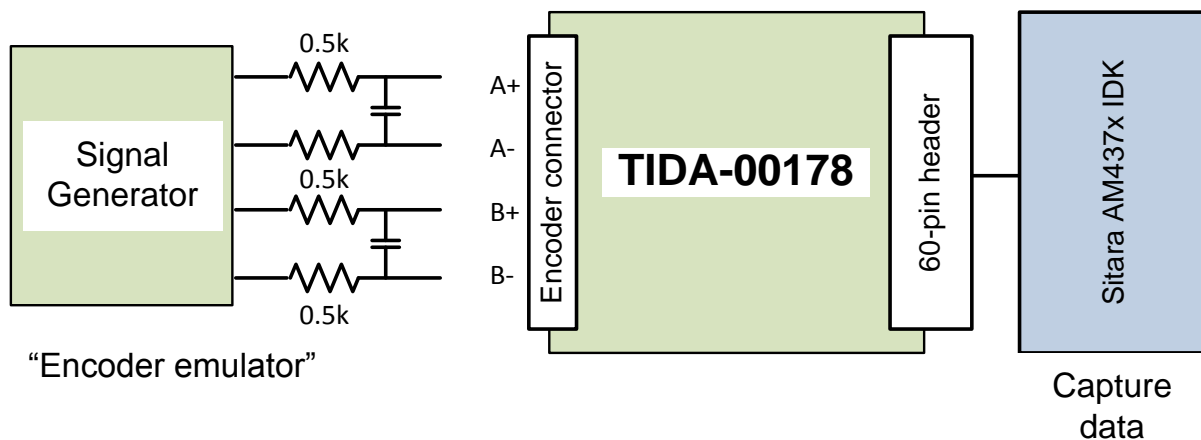 0.5k
A+
Signal
Generator
0.5k
A-
B+
B-
0.5k
“Encoder emulator”
Encoder connector
TIDA-00178
60-pin header
Sitara AM437x IDK
Capture
data